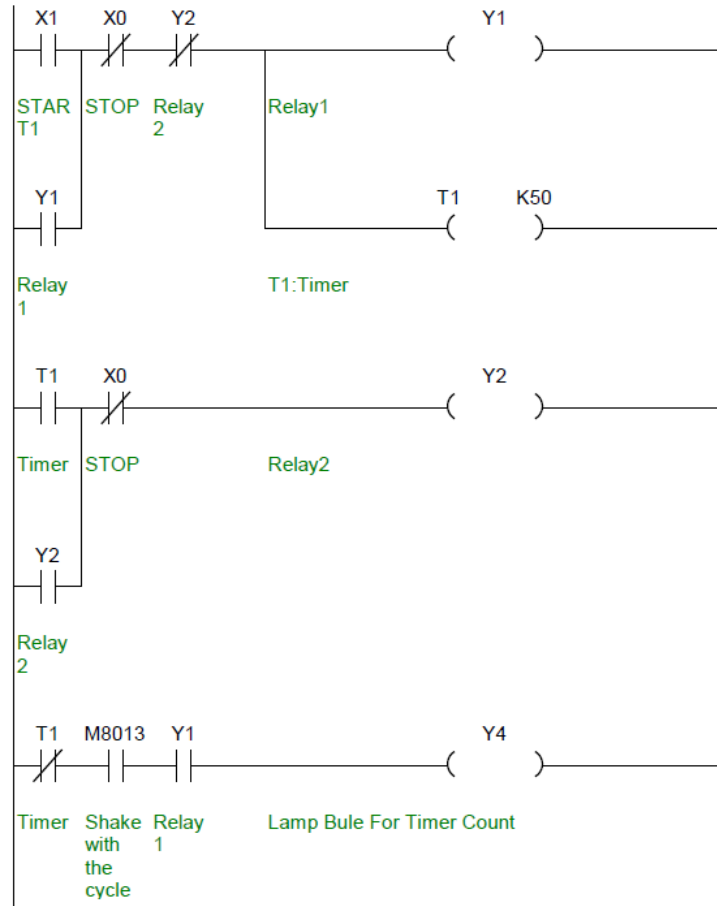 X1 X0 Y2 Y1
STAR STOP Relay Relay1
T1 2
Y1 T1 K50
Relay T1:Timer
1
T1 X0 Y2
Timer STOP Relay2
Y2
Relay
2
T1 M8013 Y1 Y4
Timer Shake Relay Lamp Bule For Timer Count
with 1
the
cycle